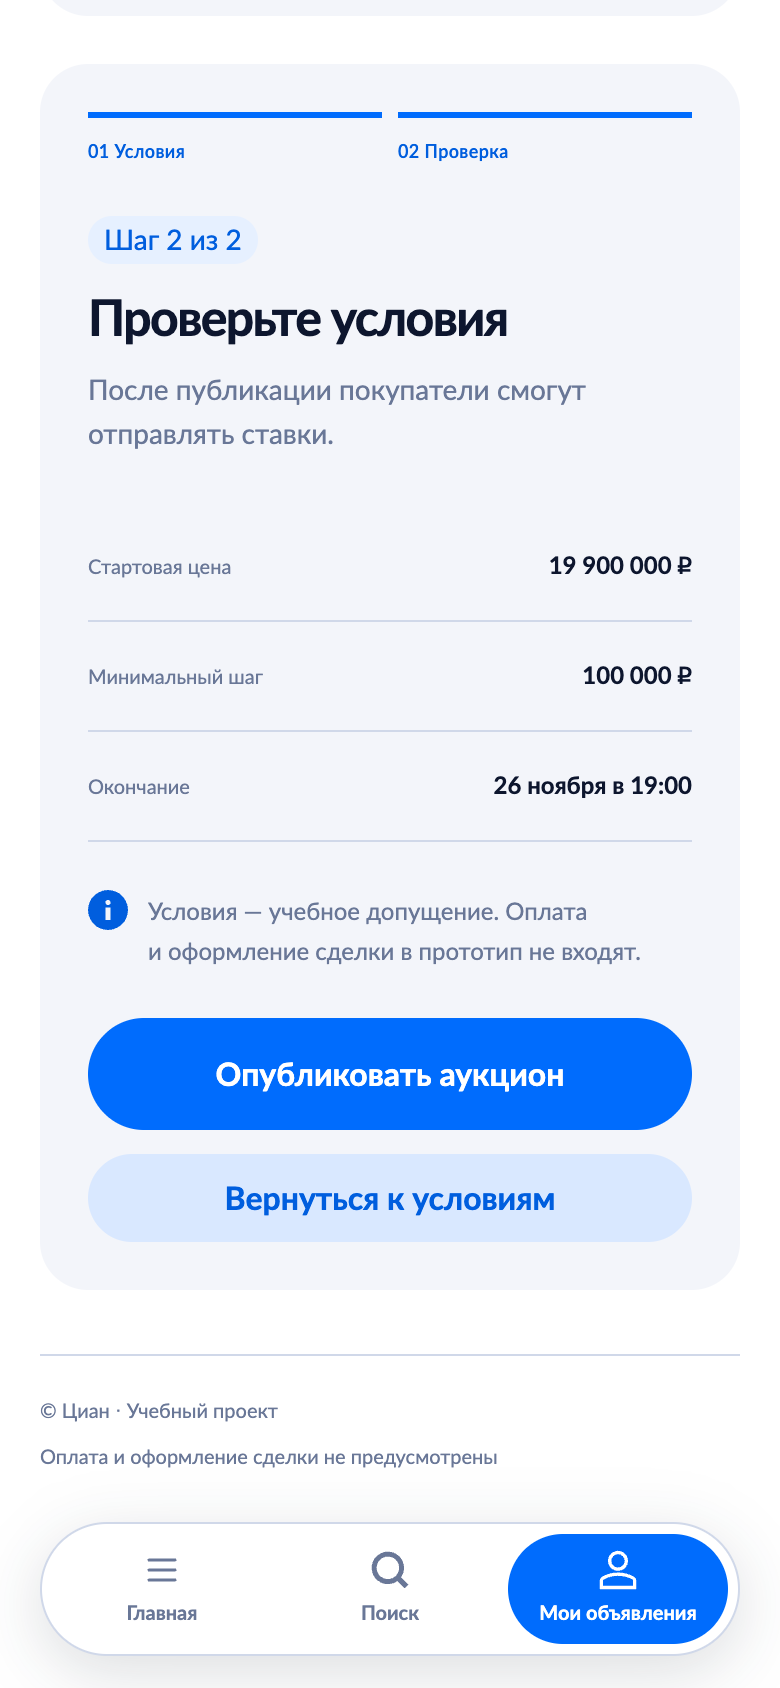 01 Условия
02 Проверка
Шаг 2 из 2
Проверьте условия
После публикации покупатели смогут
отправлять ставки.
Стартовая цена
19 900 000 ₽
Минимальный шаг
100 000 ₽
Окончание
26 ноября в 19:00
Условия — учебное допущение. Оплата
и оформление сделки в прототип не входят.
Опубликовать аукцион
Вернуться к условиям
© Циан · Учебный проект
Оплата и оформление сделки не предусмотрены
Главная
Поиск
Мои объявления